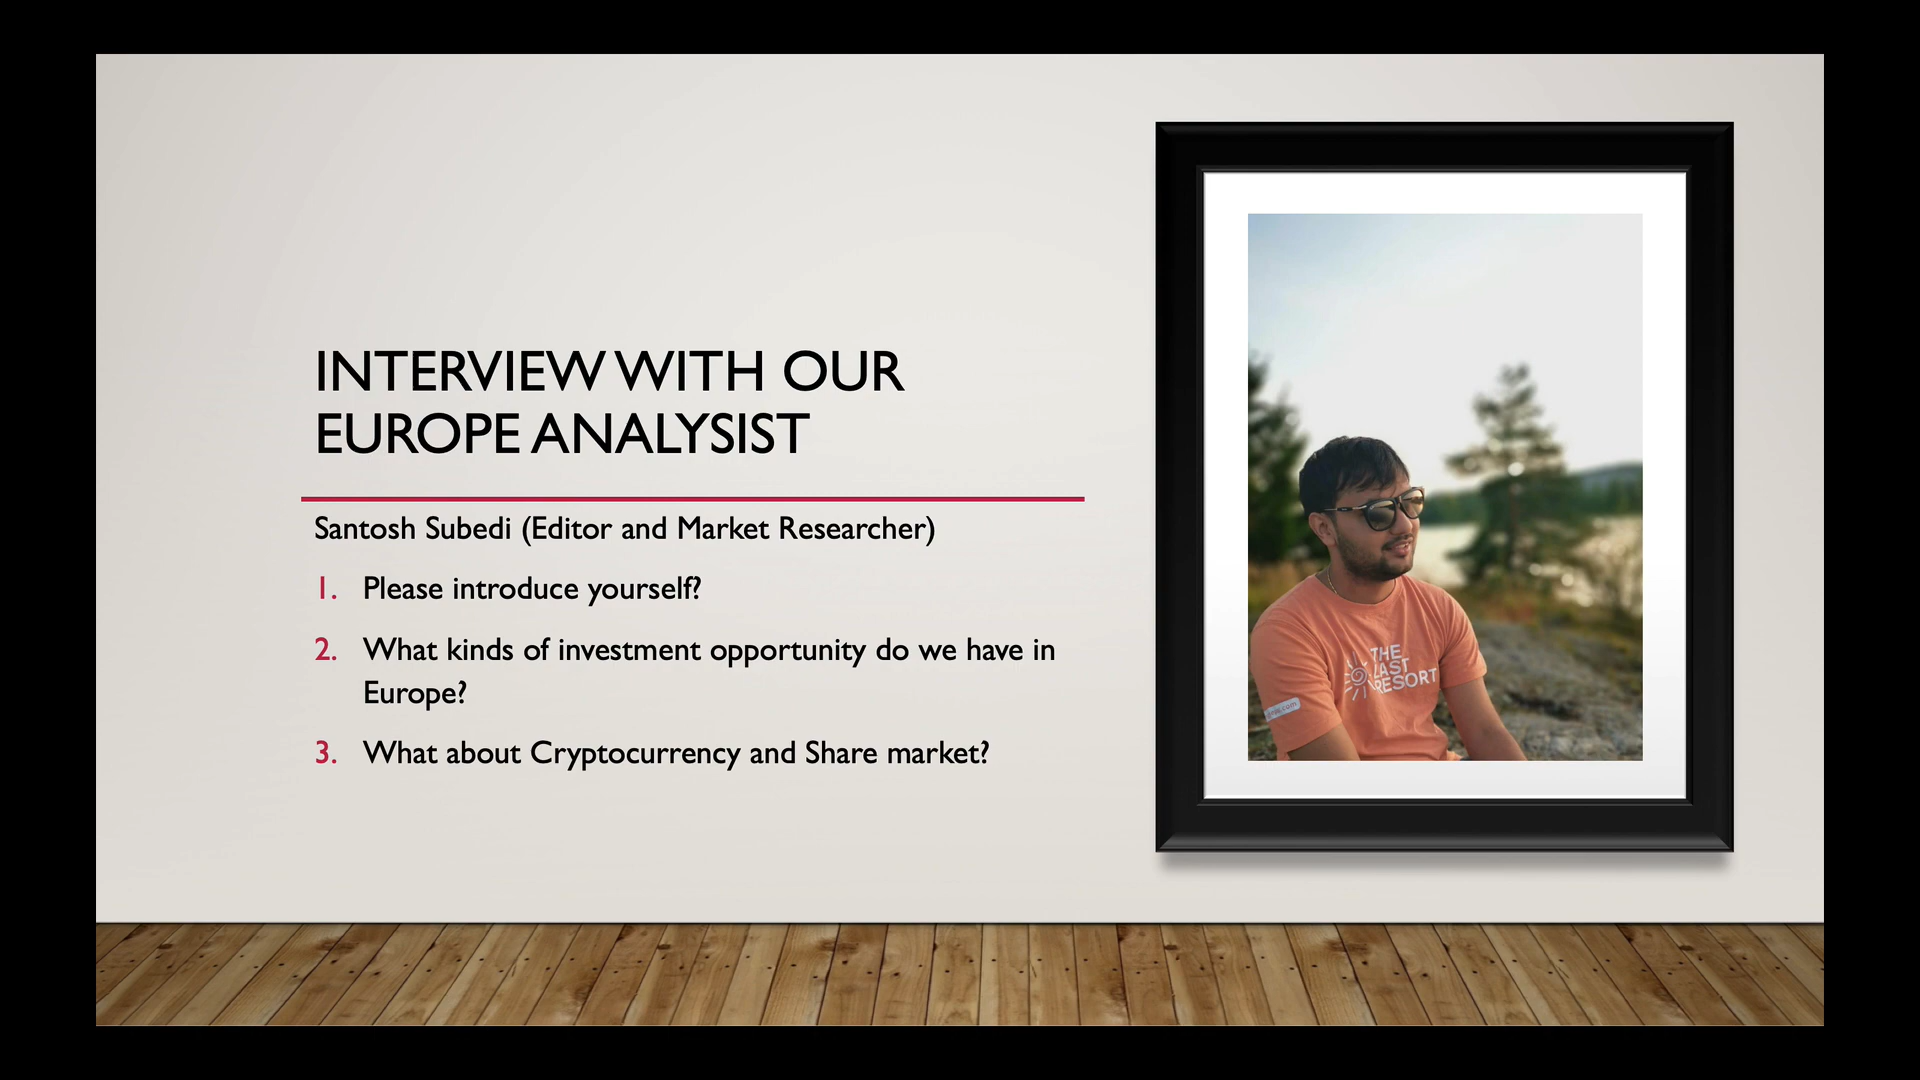 INTERVIEW WITH OUR
EUROPE ANALYSIST
Santosh Subedi (Editor and Market Researcher)
1. Please introduce yourself?
2. What kinds of investment opportunity do we have in
Europe?
3. What about Cryptocurrency and Share market?
THE
LAST
RESORT